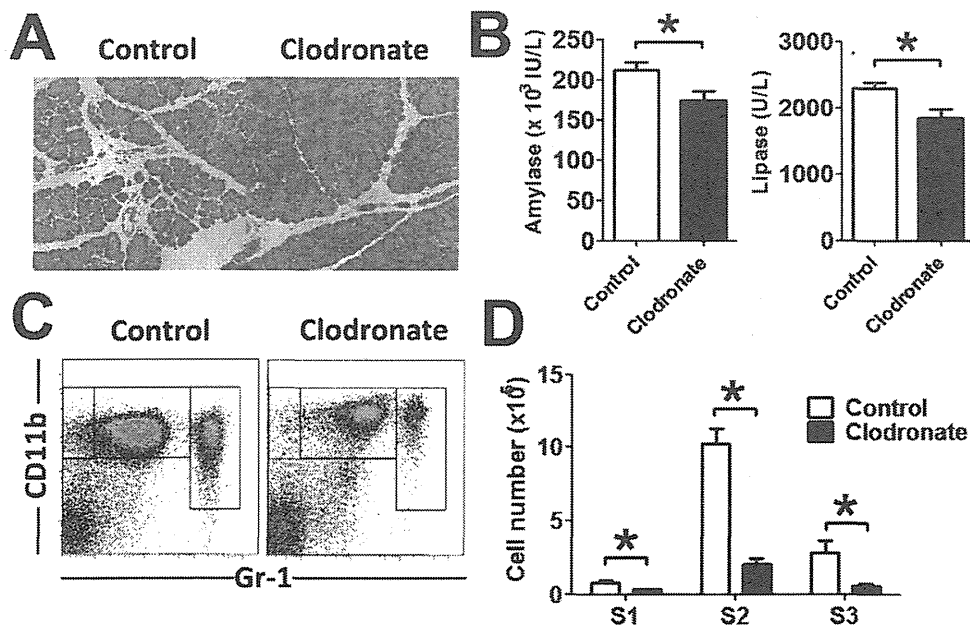 A
Control Clodronate
B
Amylase (x 10³ IU/L)
250
200
150
100
50
0
*
Control
Clodronate
Lipase (U/L)
3000
2000
1000
0
*
Control
Clodronate
C
Control Clodronate
CD11b
Gr-1
D
Cell number (x10⁶)
15
10
5
0
*
*
*
Control
Clodronate
S1 S2 S3